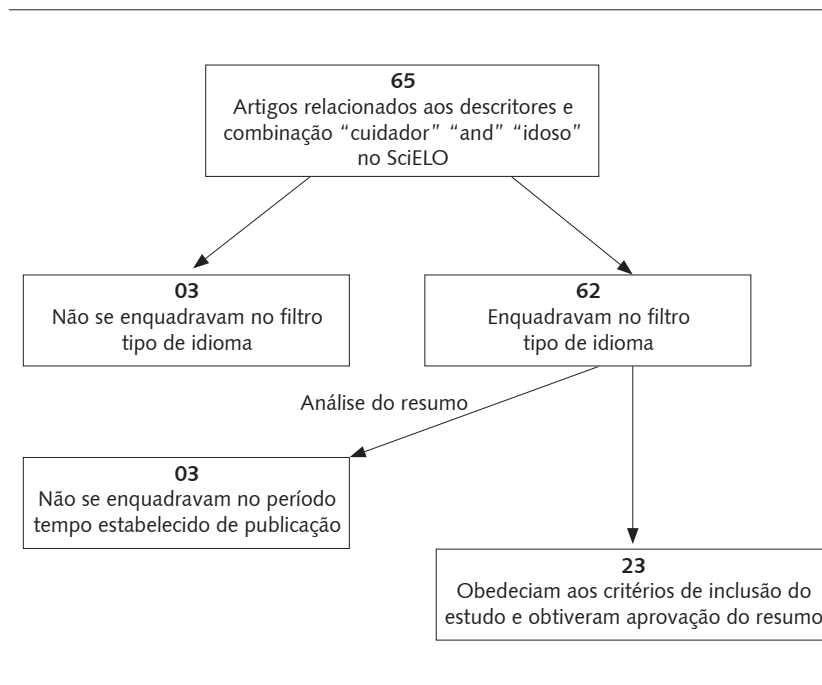 65
Artigos relacionados aos descritores e
combinação “cuidador” “and” “idoso”
no SciELO
03
Não se enquadravam no filtro
tipo de idioma
62
Enquadravam no filtro
tipo de idioma
Análise do resumo
03
Não se enquadravam no período
tempo estabelecido de publicação
23
Obedeciam aos critérios de inclusão do
estudo e obtiveram aprovação do resumo